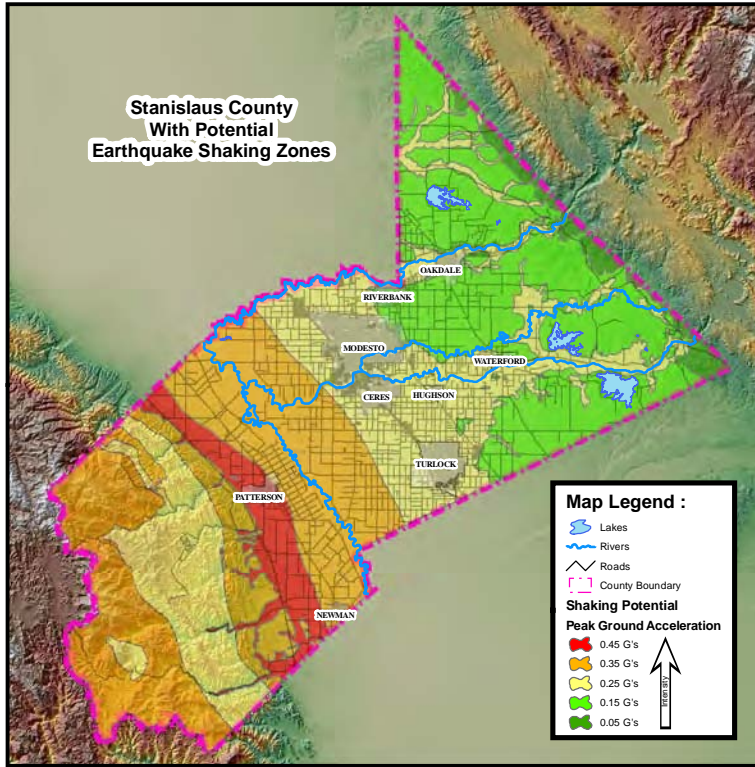 Stanislaus County
With Potential
Earthquake Shaking Zones
OAKDALE
RIVERBANK
MODESTO
WATERFORD
CERES
HUGHSON
TURLOCK
PATTERSON
NEWMAN
Map Legend :
Lakes
Rivers
Roads
County Boundary
Shaking Potential
Peak Ground Acceleration
0.45 G's
0.35 G's
0.25 G's
0.15 G's
0.05 G's
Intensity